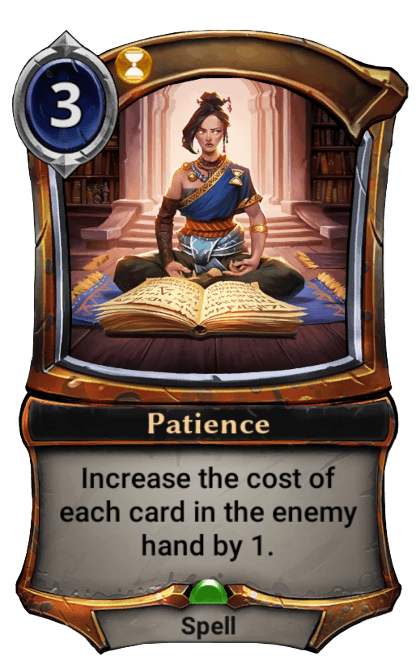 3
Patience
Increase the cost of
each card in the enemy
hand by 1.
Spell